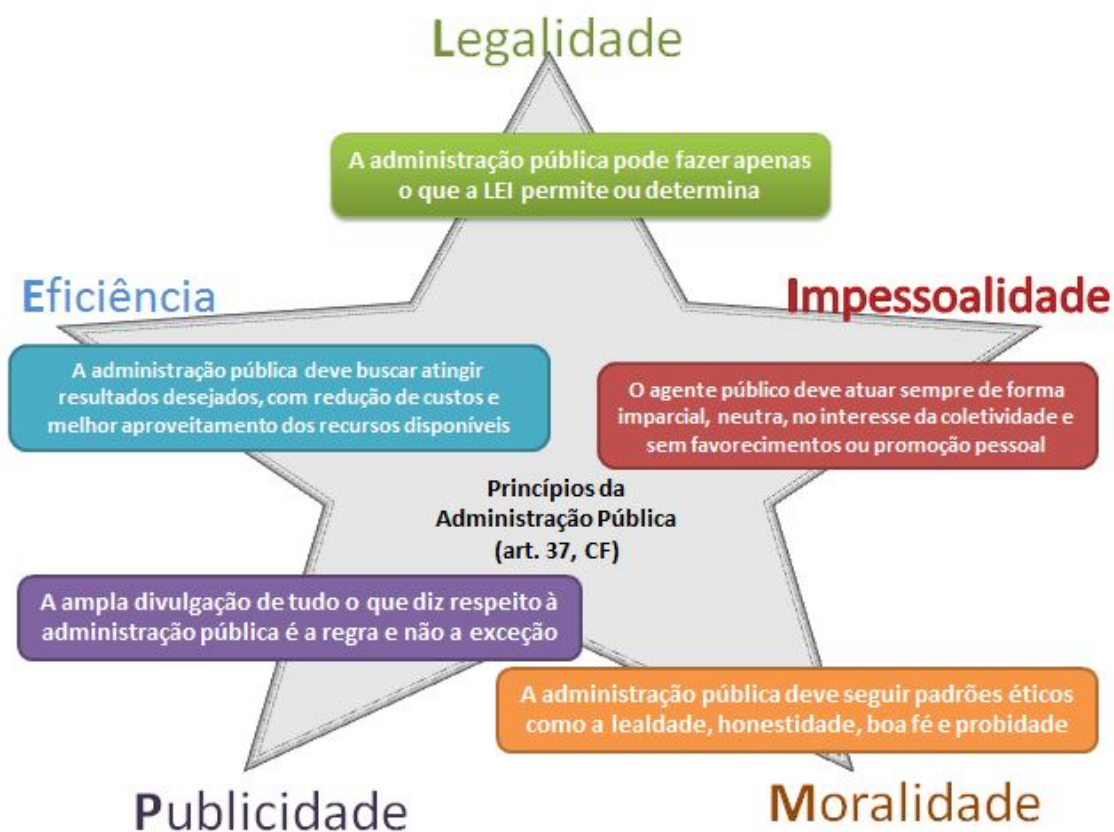 Legalidade
A administração pública pode fazer apenas
o que a LEI permite ou determina
Eficiência
Impessoalidade
A administração pública deve buscar atingir
resultados desejados, com redução de custos e
melhor aproveitamento dos recursos disponíveis
O agente público deve atuar sempre de forma
imparcial, neutra, no interesse da coletividade e
sem favorecimentos ou promoção pessoal
Princípios da
Administração Pública
(art. 37, CF)
A ampla divulgação de tudo o que diz respeito à
administração pública é a regra e não a exceção
A administração pública deve seguir padrões éticos
como a lealdade, honestidade, boa fé e probidade
Publicidade
Moralidade